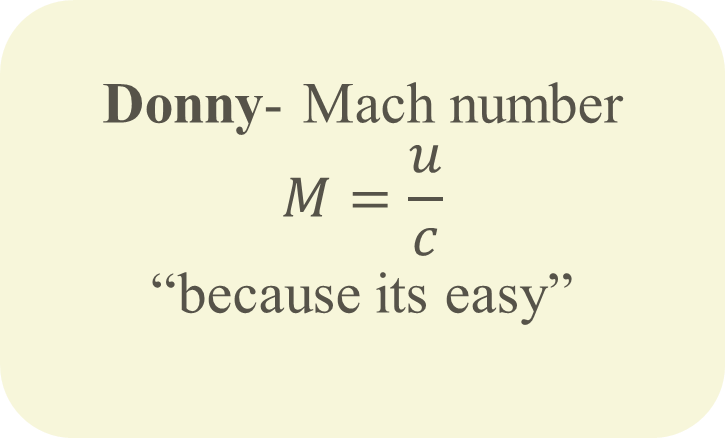 Donny- Mach number
M = u/c
“because its easy”